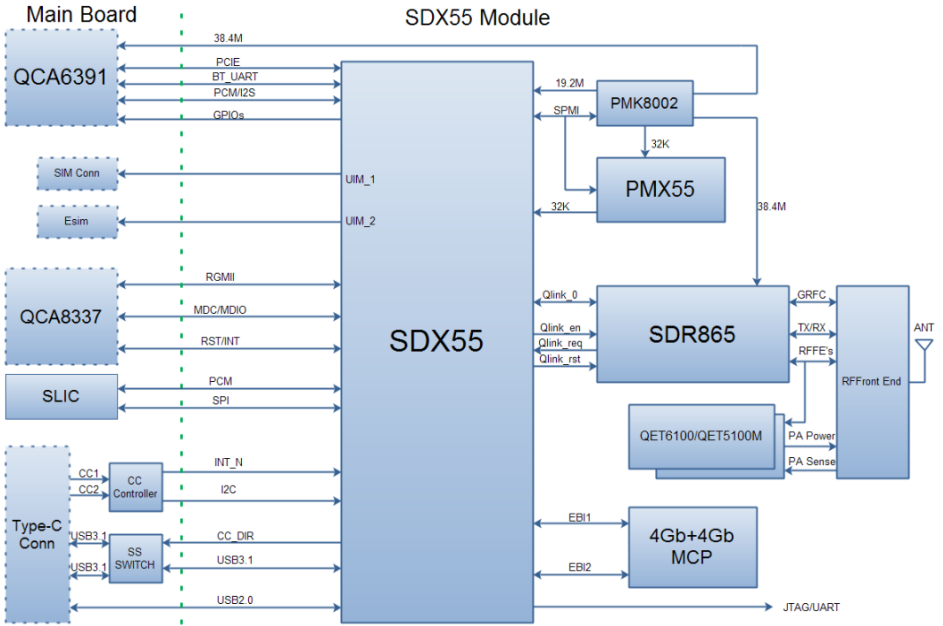 Main Board
SDX55 Module
38.4M
QCA6391
PCIE
BT_UART
PCM/I2S
GPIOs
19.2M
PMK8002
SPMI
32K
PMX55
32K
38.4M
SIM Conn
UIM_1
Esim
UIM_2
QCA8337
RGMII
MDC/MDIO
RST/INT
SDX55
Qlink_0
Qlink_en
Qlink_req
Qlink_rst
SDR865
GRFC
TX/RX
RFFE's
RFFront End
ANT
SLIC
PCM
SPI
QET6100/QET5100M
PA Power
PA Sense
Type-C
Conn
CC1
CC2
CC
Controller
INT_N
I2C
USB3.1
USB3.1
SS
SWITCH
CC_DIR
USB3.1
USB2.0
EBI1
EBI2
4Gb+4Gb
MCP
JTAG/UART